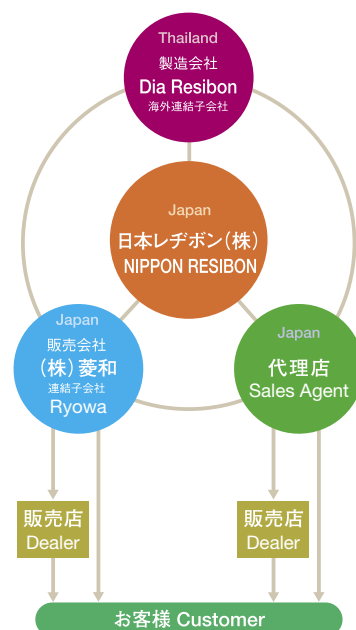 Thailand
製造会社
Dia Resibon
海外連結子会社
Japan
日本レヂボン(株)
NIPPON RESIBON
Japan
販売会社
(株)菱和
連結子会社
Ryowa
Japan
代理店
Sales Agent
販売店
Dealer
販売店
Dealer
お客様 Customer